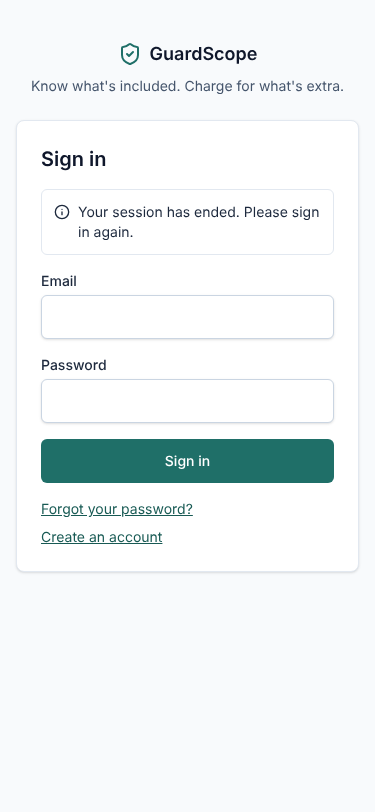 GuardScope
Know what's included. Charge for what's extra.
Sign in
Your session has ended. Please sign
in again.
Email
Password
Sign in
Forgot your password?
Create an account